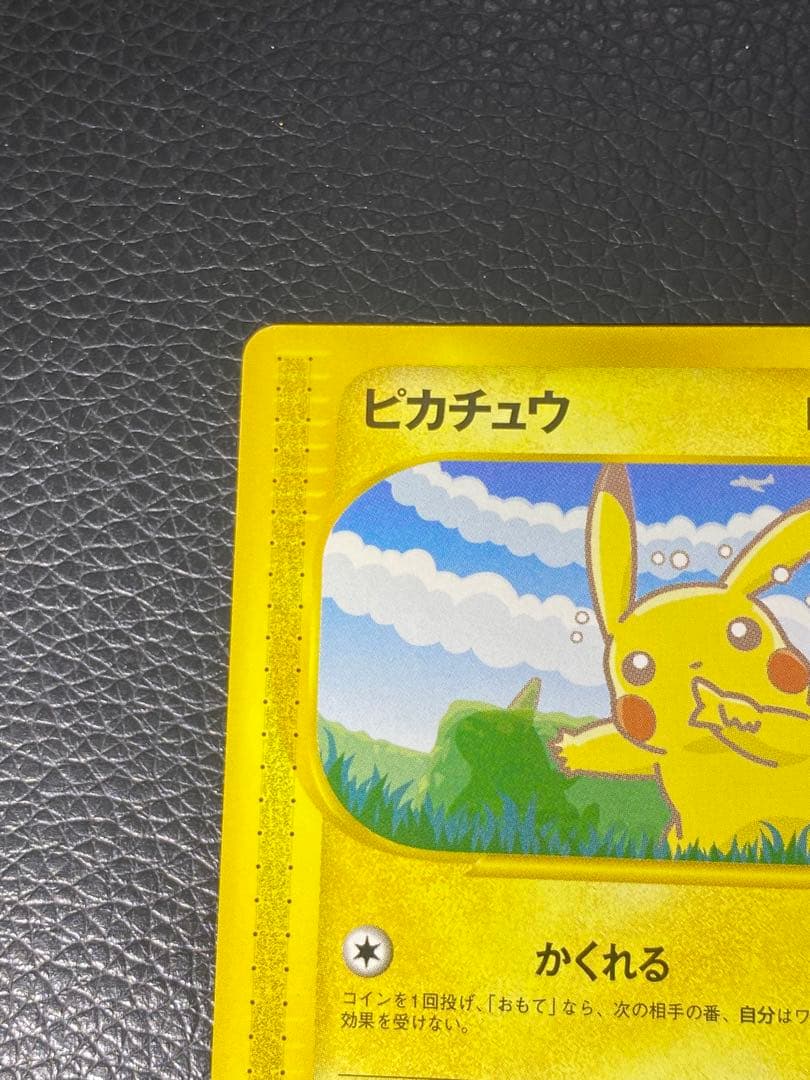 ピカチュウ
かくれる
コインを1回投げ、「おもて」なら、次の相手の番、自分はワ
効果を受けない。